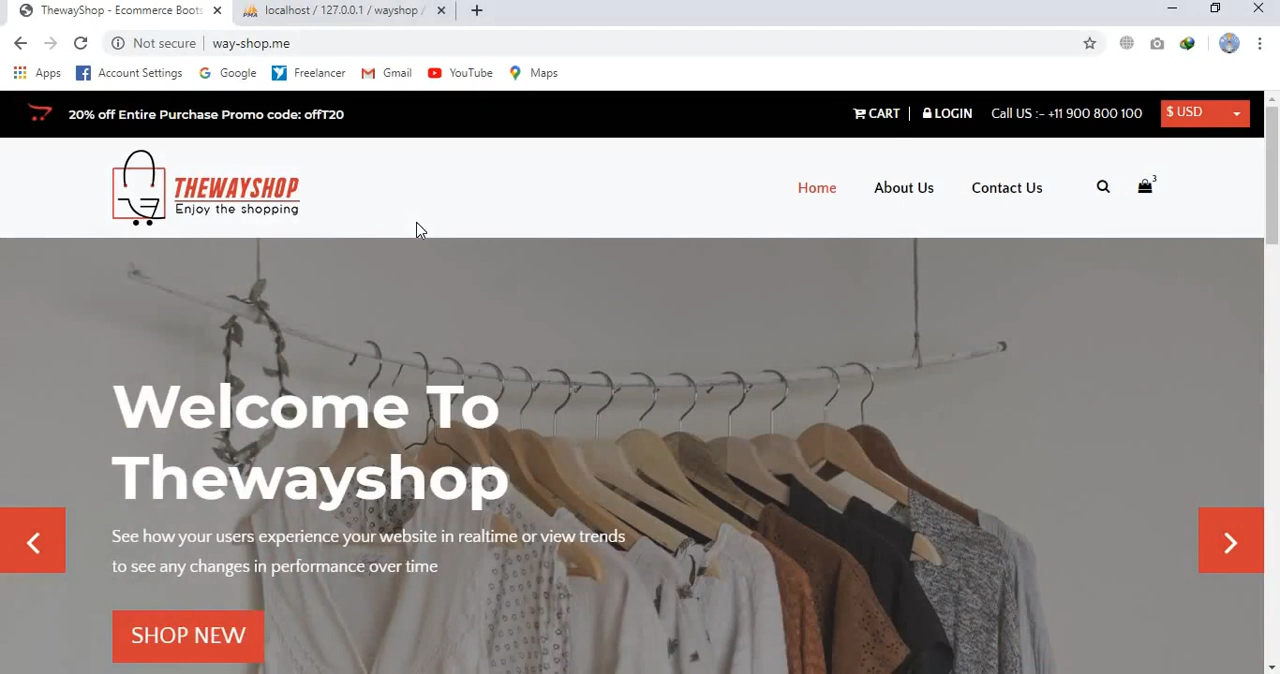 ThewayShop - Ecommerce Boots
localhost / 127.0.0.1 / wayshop /
Not secure
way-shop.me
Apps
Account Settings
Google
Freelancer
Gmail
YouTube
Maps
20% off Entire Purchase Promo code: offT20
CART
LOGIN
Call US :- +11 900 800 100
$ USD
THEWAYSHOP
Enjoy the shopping
Home
About Us
Contact Us
3
Welcome To
Thewayshop
See how your users experience your website in realtime or view trends
to see any changes in performance over time
SHOP NEW